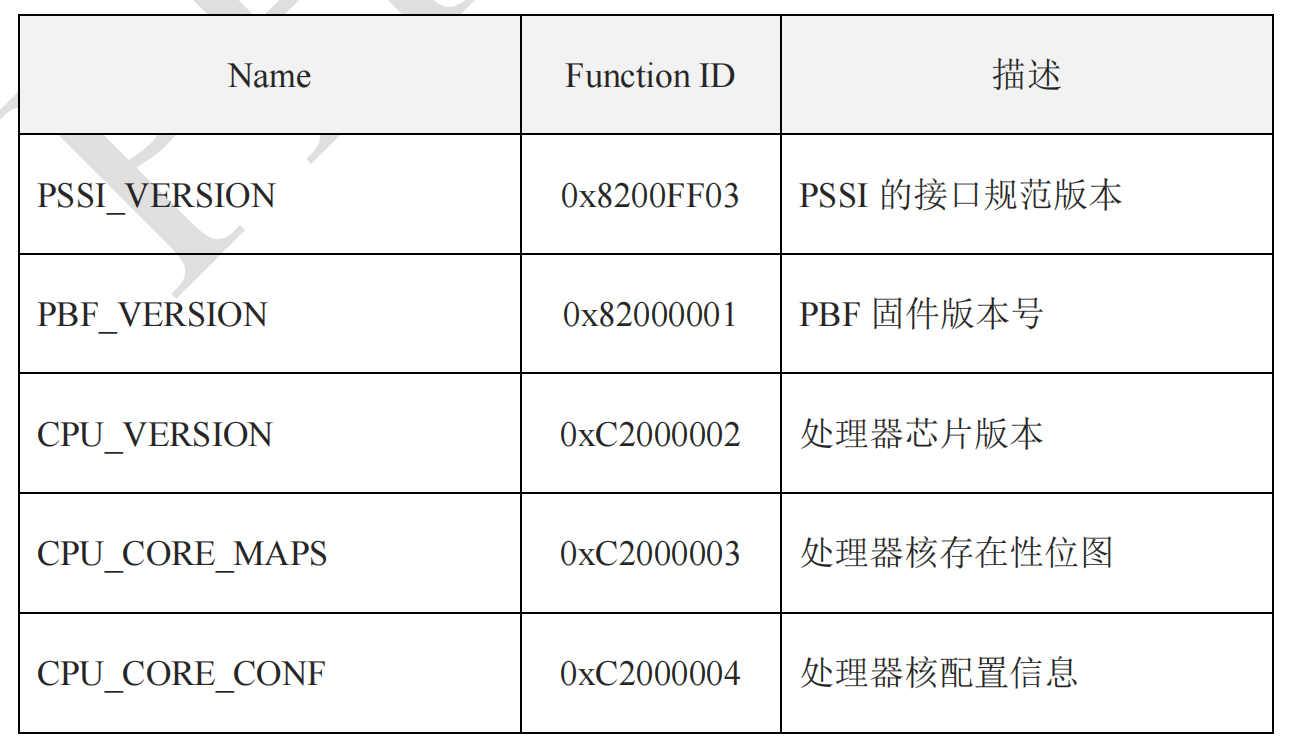 Name Function ID 描述
PSSI_VERSION 0x8200FF03 PSSI 的接口规范版本
PBF_VERSION 0x82000001 PBF 固件版本号
CPU_VERSION 0xC2000002 处理器芯片版本
CPU_CORE_MAPS 0xC2000003 处理器核存在性位图
CPU_CORE_CONF 0xC2000004 处理器核配置信息